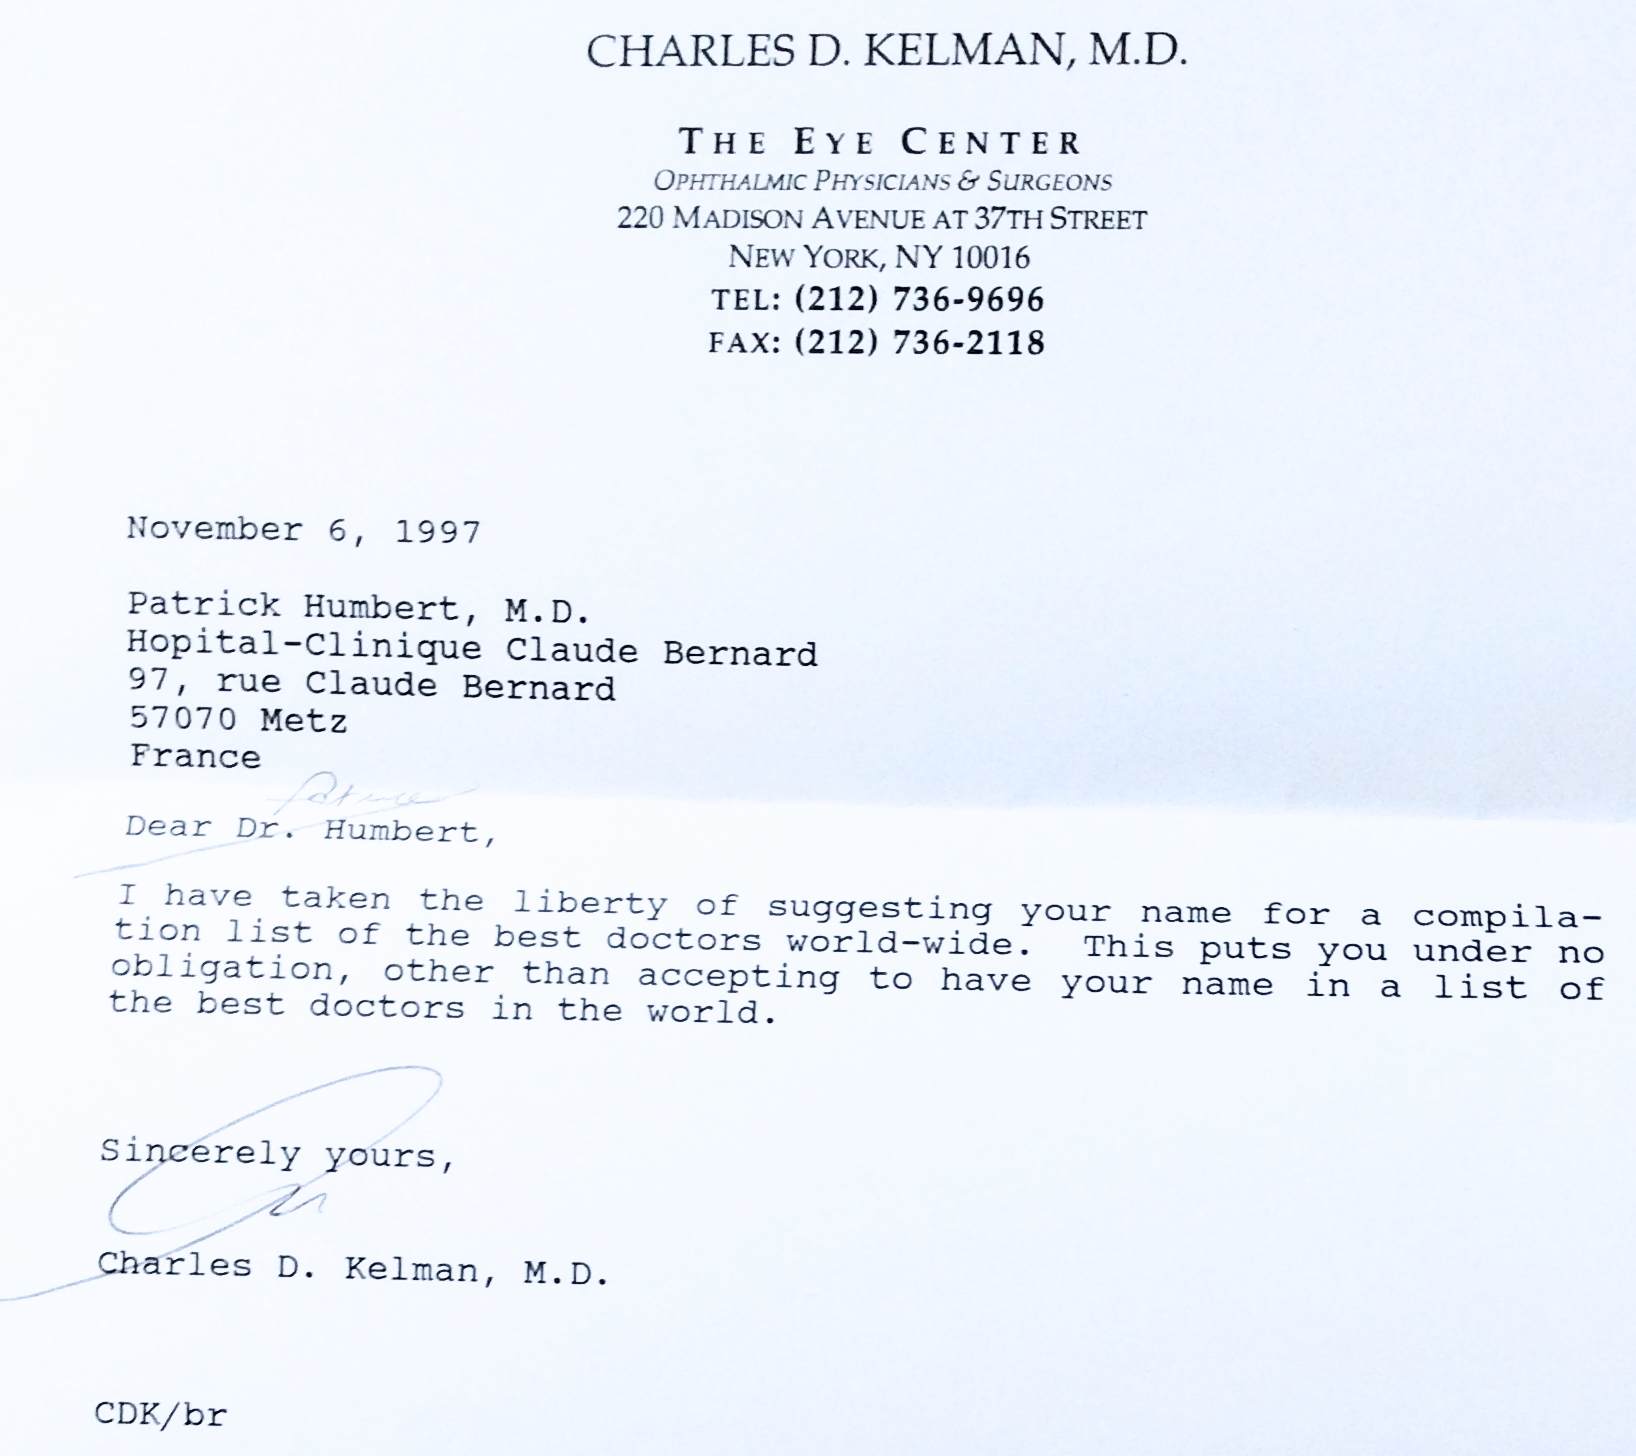 CHARLES D. KELMAN, M.D.
THE EYE CENTER
OPHTHALMIC PHYSICIANS & SURGEONS
220 MADISON AVENUE AT 37TH STREET
NEW YORK, NY 10016
TEL: (212) 736-9696
FAX: (212) 736-2118
November 6, 1997
Patrick Humbert, M.D.
Hopital-Clinique Claude Bernard
97, rue Claude Bernard
57070 Metz
France
Dear Dr. Humbert,
I have taken the liberty of suggesting your name for a compila-
tion list of the best doctors world-wide. This puts you under no
obligation, other than accepting to have your name in a list of
the best doctors in the world.
Sincerely yours,
Charles D. Kelman, M.D.
CDK/br